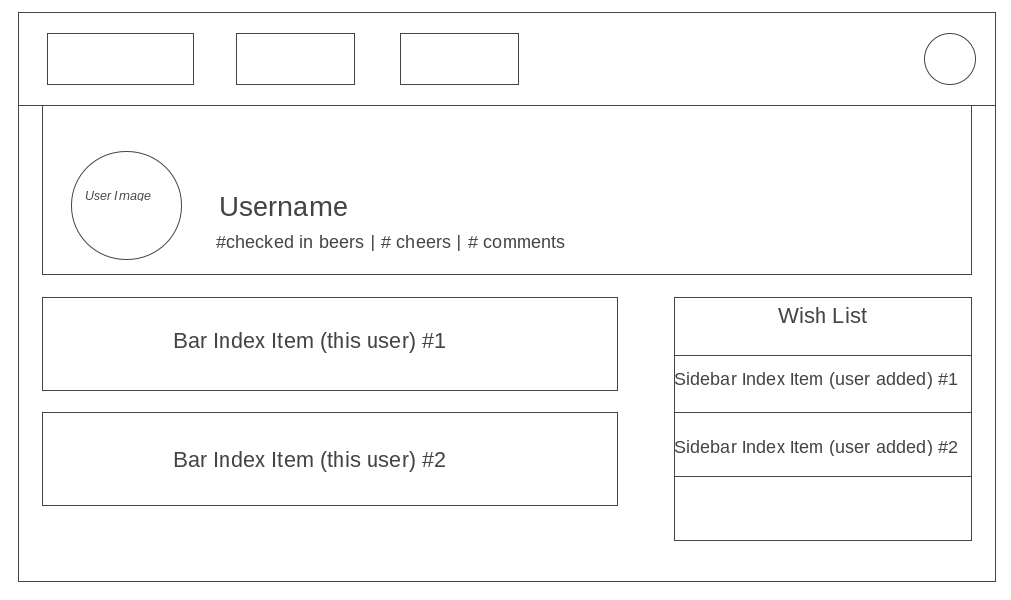 User Image
Username
#checked in beers | # cheers | # comments
Bar Index Item (this user) #1
Wish List
Sidebar Index Item (user added) #1
Bar Index Item (this user) #2
Sidebar Index Item (user added) #2